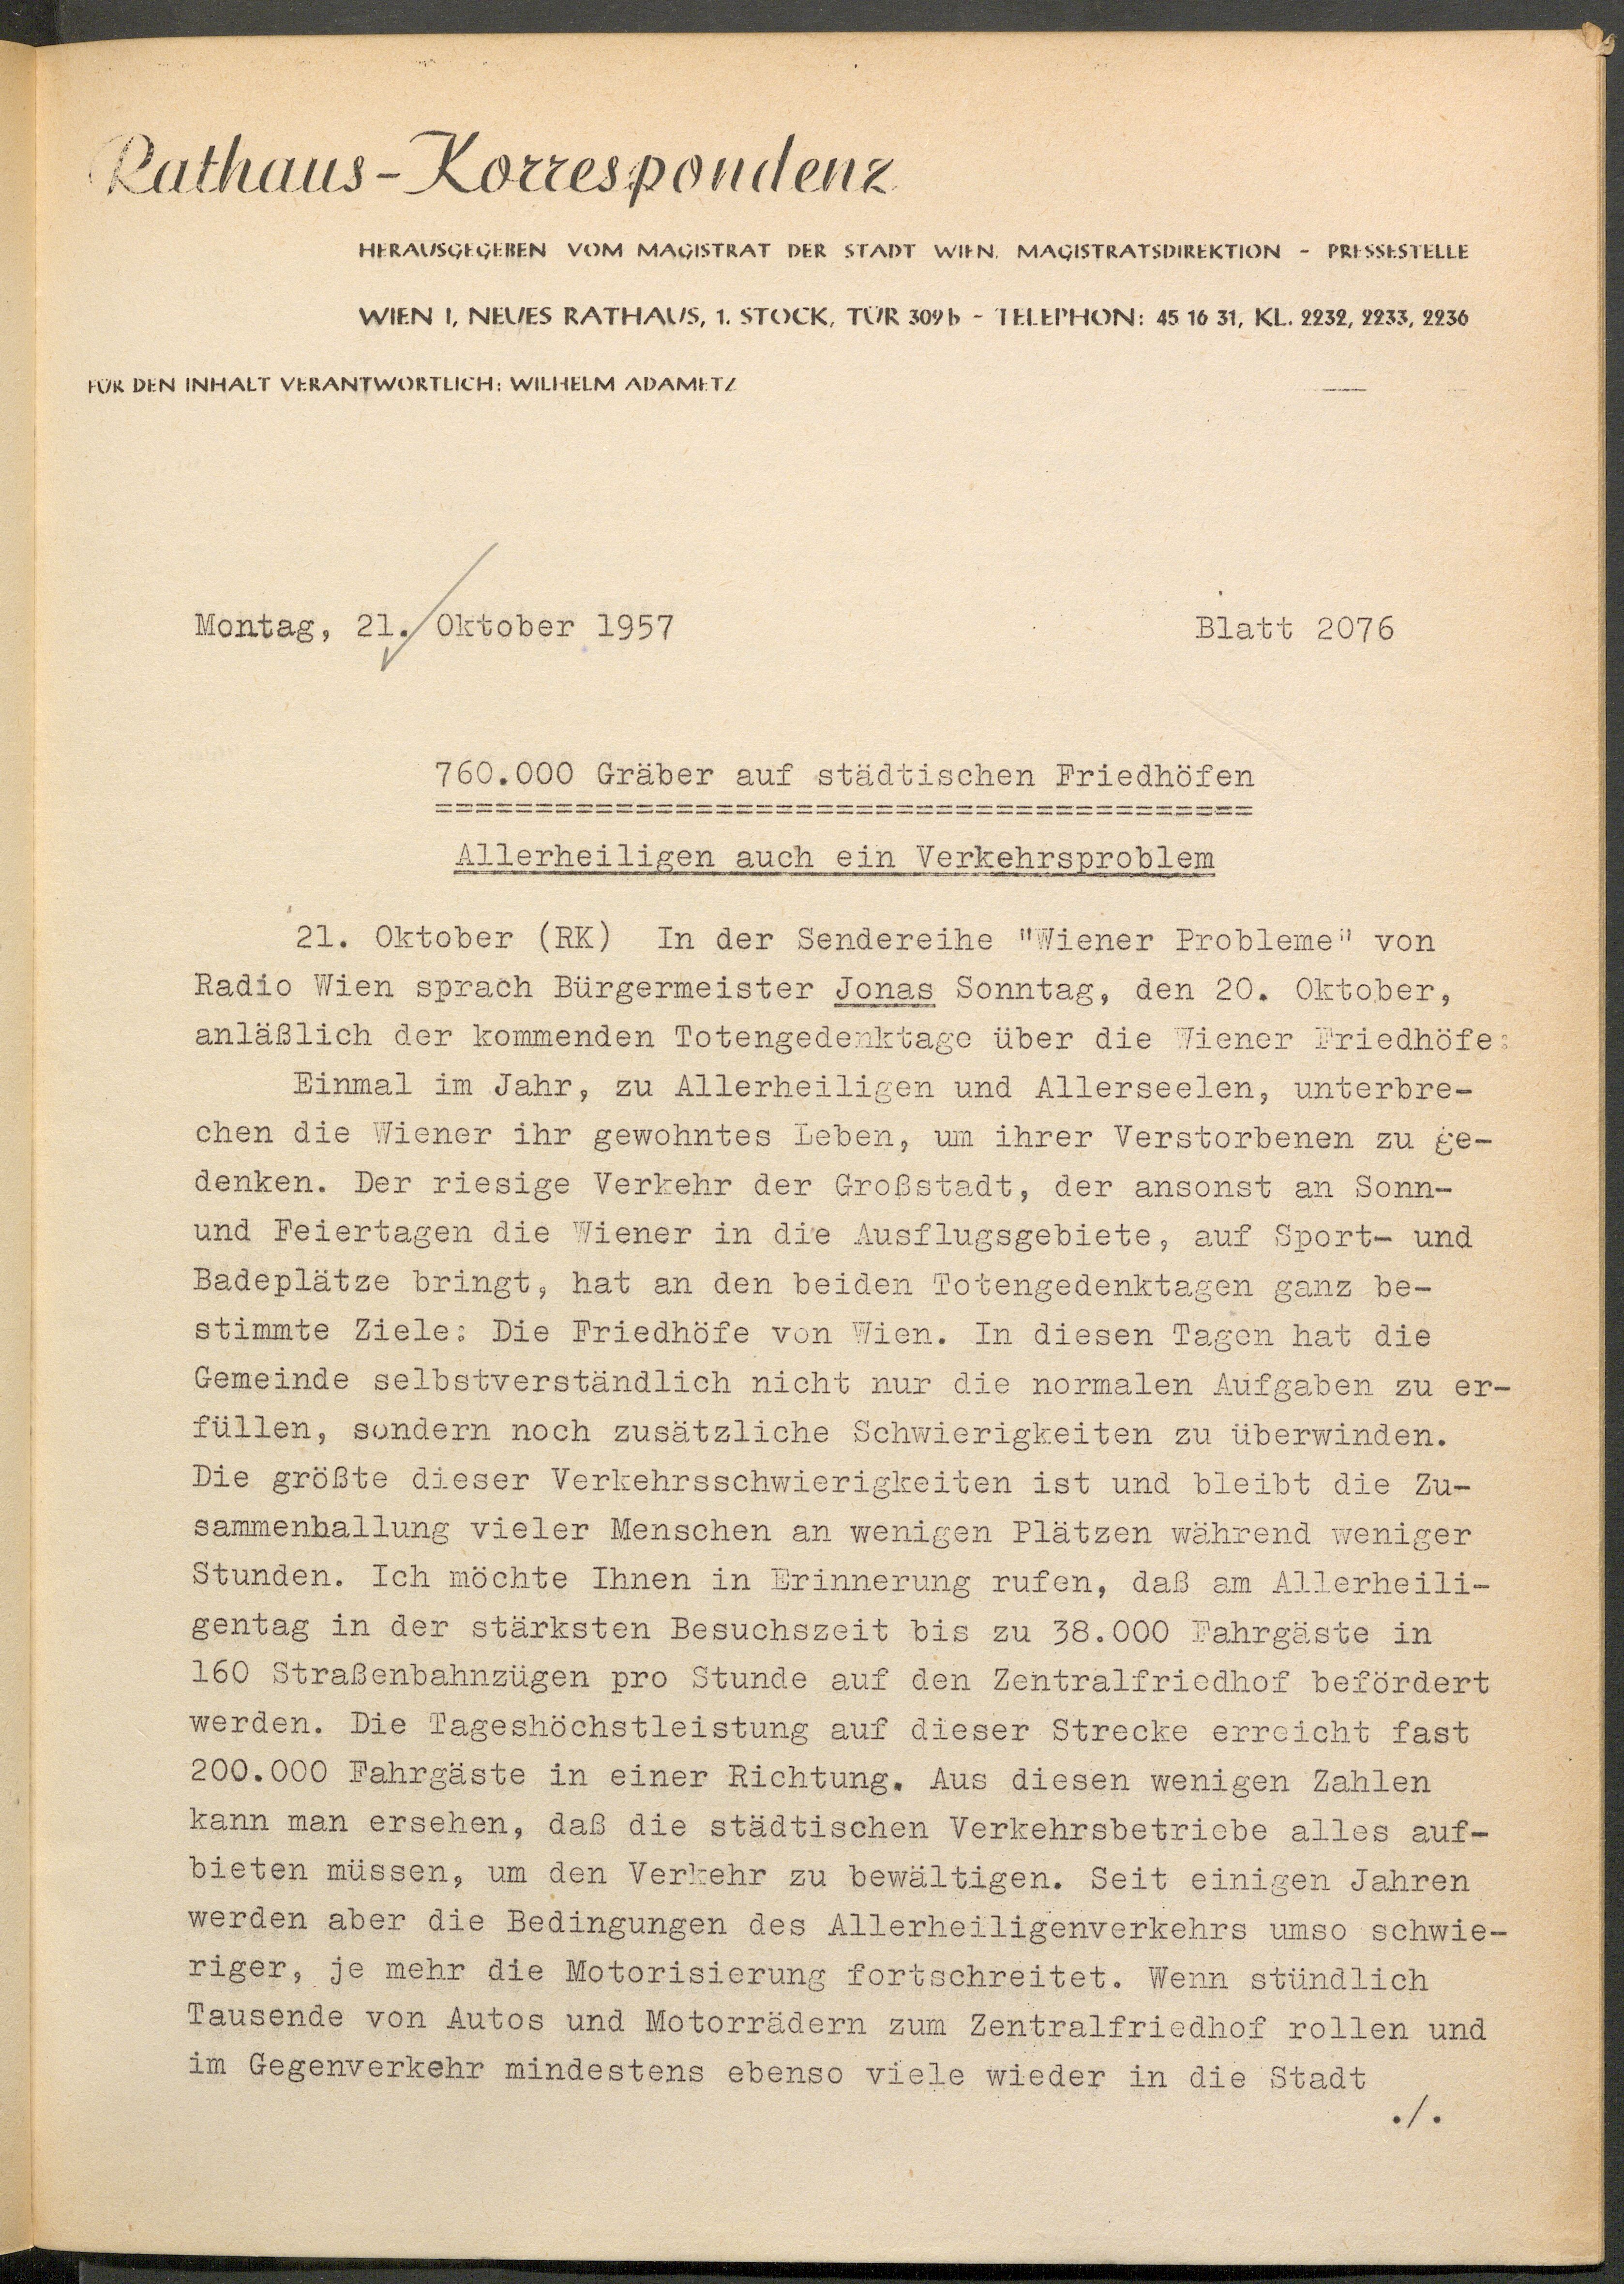 Rathaus-Korrespondenz
HERAUSGEGEBEN VOM MAGISTRAT DER STADT WIEN, MAGISTRATSDIREKTION - PRESSESTELLE
WIEN I, NEUES RATHAUS, 1. STOCK, TÜR 309b - TELEPHON: 45 16 31, KL. 2232, 2233, 2236
FÜR DEN INHALT VERANTWORTLICH: WILHELM ADAMETZ
Montag, 21. Oktober 1957 Blatt 2076
760.000 Gräber auf städtischen Friedhöfen
=========================================
Allerheiligen auch ein Verkehrsproblem
21. Oktober (RK) In der Sendereihe "Wiener Probleme" von
Radio Wien sprach Bürgermeister Jonas Sonntag, den 20. Oktober,
anläßlich der kommenden Totengedenktage über die Wiener Friedhöfe:
Einmal im Jahr, zu Allerheiligen und Allerseelen, unterbre-
chen die Wiener ihr gewohntes Leben, um ihrer Verstorbenen zu ge-
denken. Der riesige Verkehr der Großstadt, der ansonst an Sonn-
und Feiertagen die Wiener in die Ausflugsgebiete, auf Sport- und
Badeplätze bringt, hat an den beiden Totengedenktagen ganz be-
stimmte Ziele: Die Friedhöfe von Wien. In diesen Tagen hat die
Gemeinde selbstverständlich nicht nur die normalen Aufgaben zu er-
füllen, sondern noch zusätzliche Schwierigkeiten zu überwinden.
Die größte dieser Verkehrsschwierigkeiten ist und bleibt die Zu-
sammenballung vieler Menschen an wenigen Plätzen während weniger
Stunden. Ich möchte Ihnen in Erinnerung rufen, daß am Allerheili-
gentag in der stärksten Besuchszeit bis zu 38.000 Fahrgäste in
160 Straßenbahnzügen pro Stunde auf den Zentralfriedhof befördert
werden. Die Tageshöchstleistung auf dieser Strecke erreicht fast
200.000 Fahrgäste in einer Richtung. Aus diesen wenigen Zahlen
kann man ersehen, daß die städtischen Verkehrsbetriebe alles auf-
bieten müssen, um den Verkehr zu bewältigen. Seit einigen Jahren
werden aber die Bedingungen des Allerheiligenverkehrs umso schwie-
riger, je mehr die Motorisierung fortschreitet. Wenn stündlich
Tausende von Autos und Motorrädern zum Zentralfriedhof rollen und
im Gegenverkehr mindestens ebenso viele wieder in die Stadt
./.